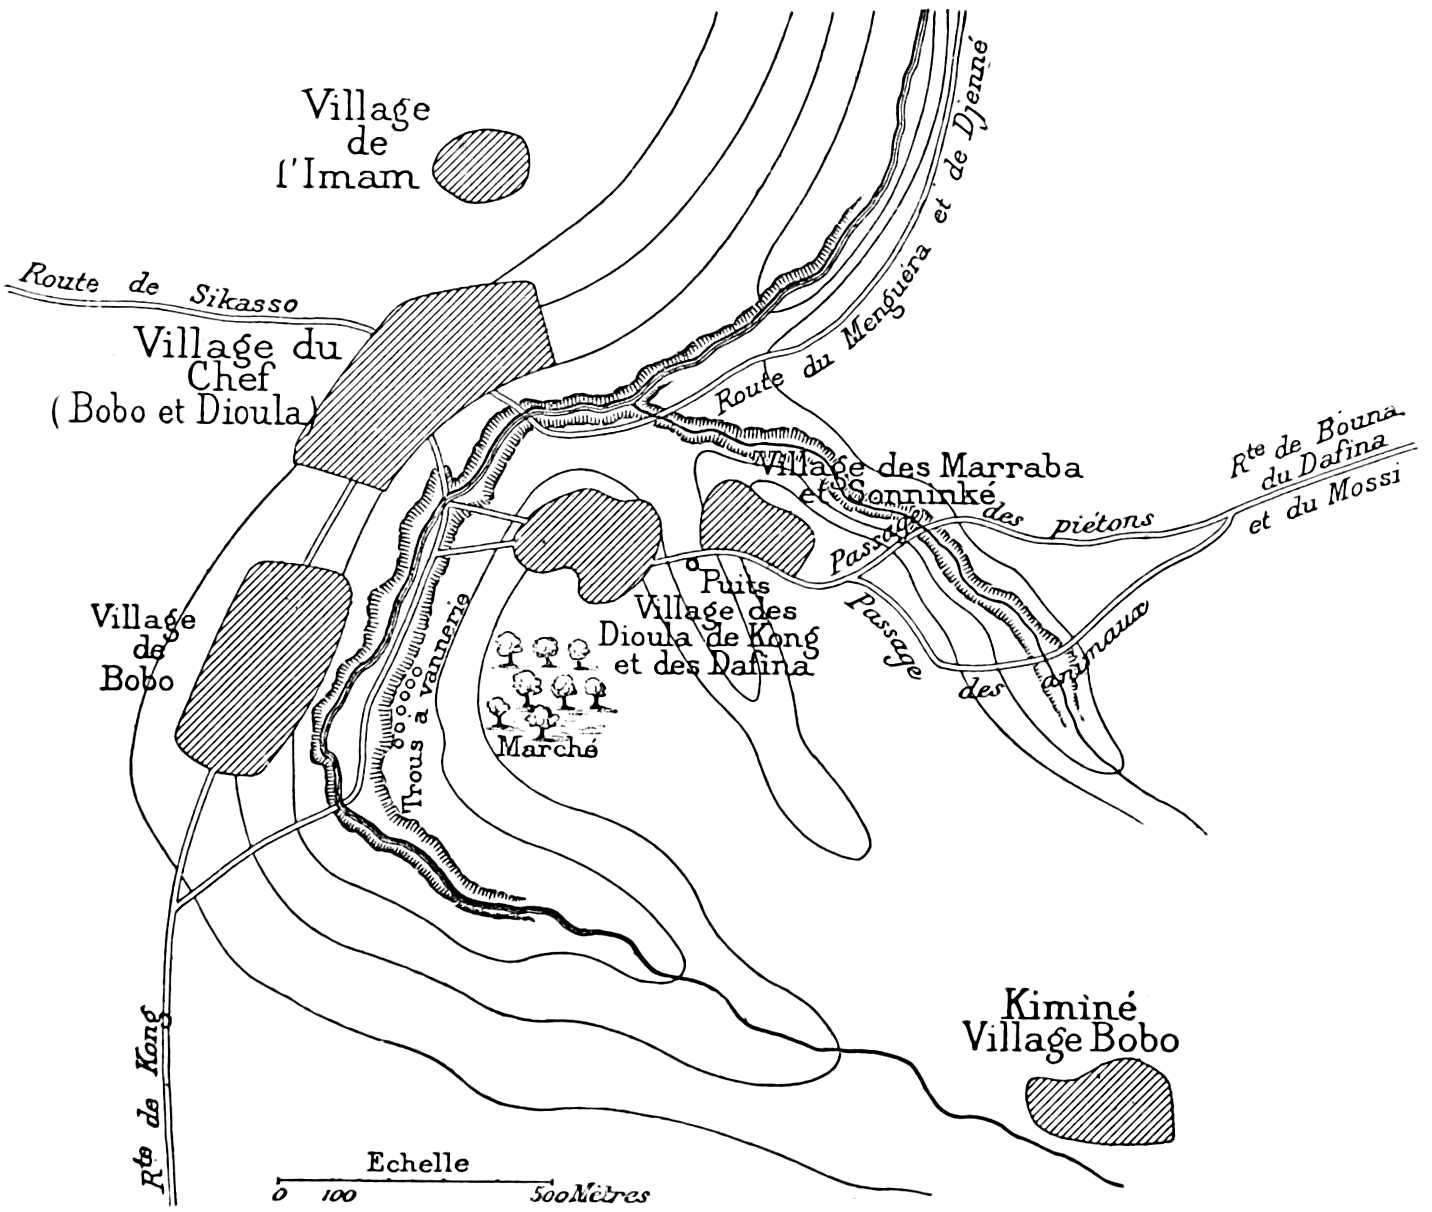 Village
de
l'Imam
Route de Sikasso
Village du
Chef
(Bobo et Dioula)
Route du Menguéra et de Djenné
Village des Marraba
et Sonninké
Rte de Bouna
du Dafina
et du Mossi
Passage des piétons
Passage des animaux
Puits
Village des
Dioula de Kong
et des Dafina
Village
de
Bobo
Trous à vannerie
Marché
Rte de Kong
Kiminé
Village Bobo
Echelle
0 100 500 Mètres